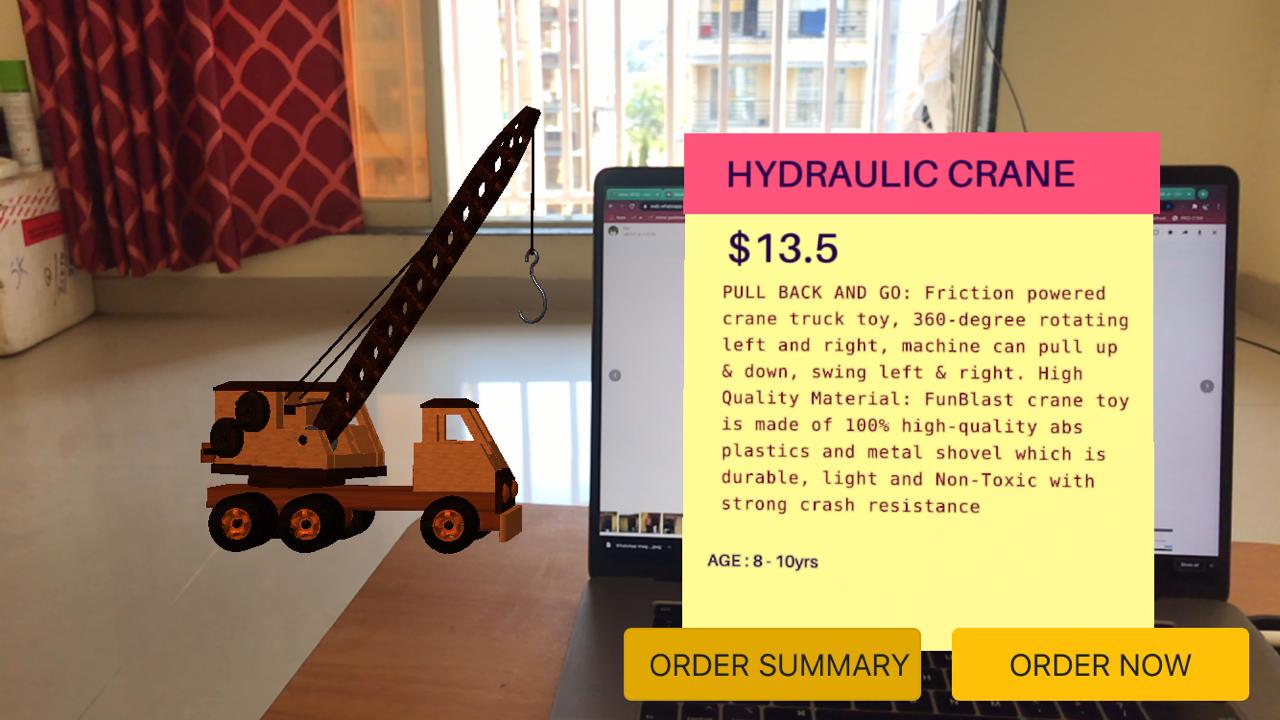 HYDRAULIC CRANE
$13.5
PULL BACK AND GO: Friction powered
crane truck toy, 360-degree rotating
left and right, machine can pull up
& down, swing left & right. High
Quality Material: FunBlast crane toy
is made of 100% high-quality abs
plastics and metal shovel which is
durable, light and Non-Toxic with
strong crash resistance
AGE : 8 - 10yrs
ORDER SUMMARY
ORDER NOW